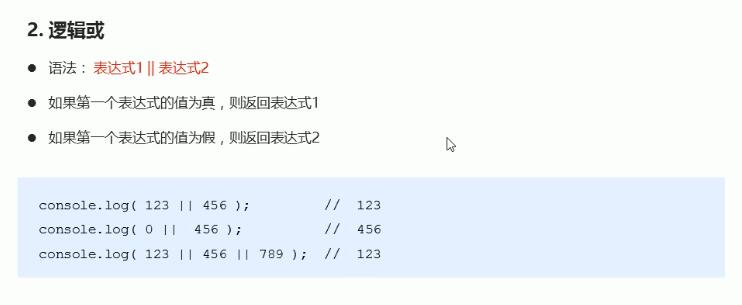 2. 逻辑或
● 语法：表达式1 || 表达式2
● 如果第一个表达式的值为真，则返回表达式1
● 如果第一个表达式的值为假，则返回表达式2
console.log( 123 || 456 );         //  123
console.log( 0 ||  456 );          //  456
console.log( 123 || 456 || 789 );  //  123